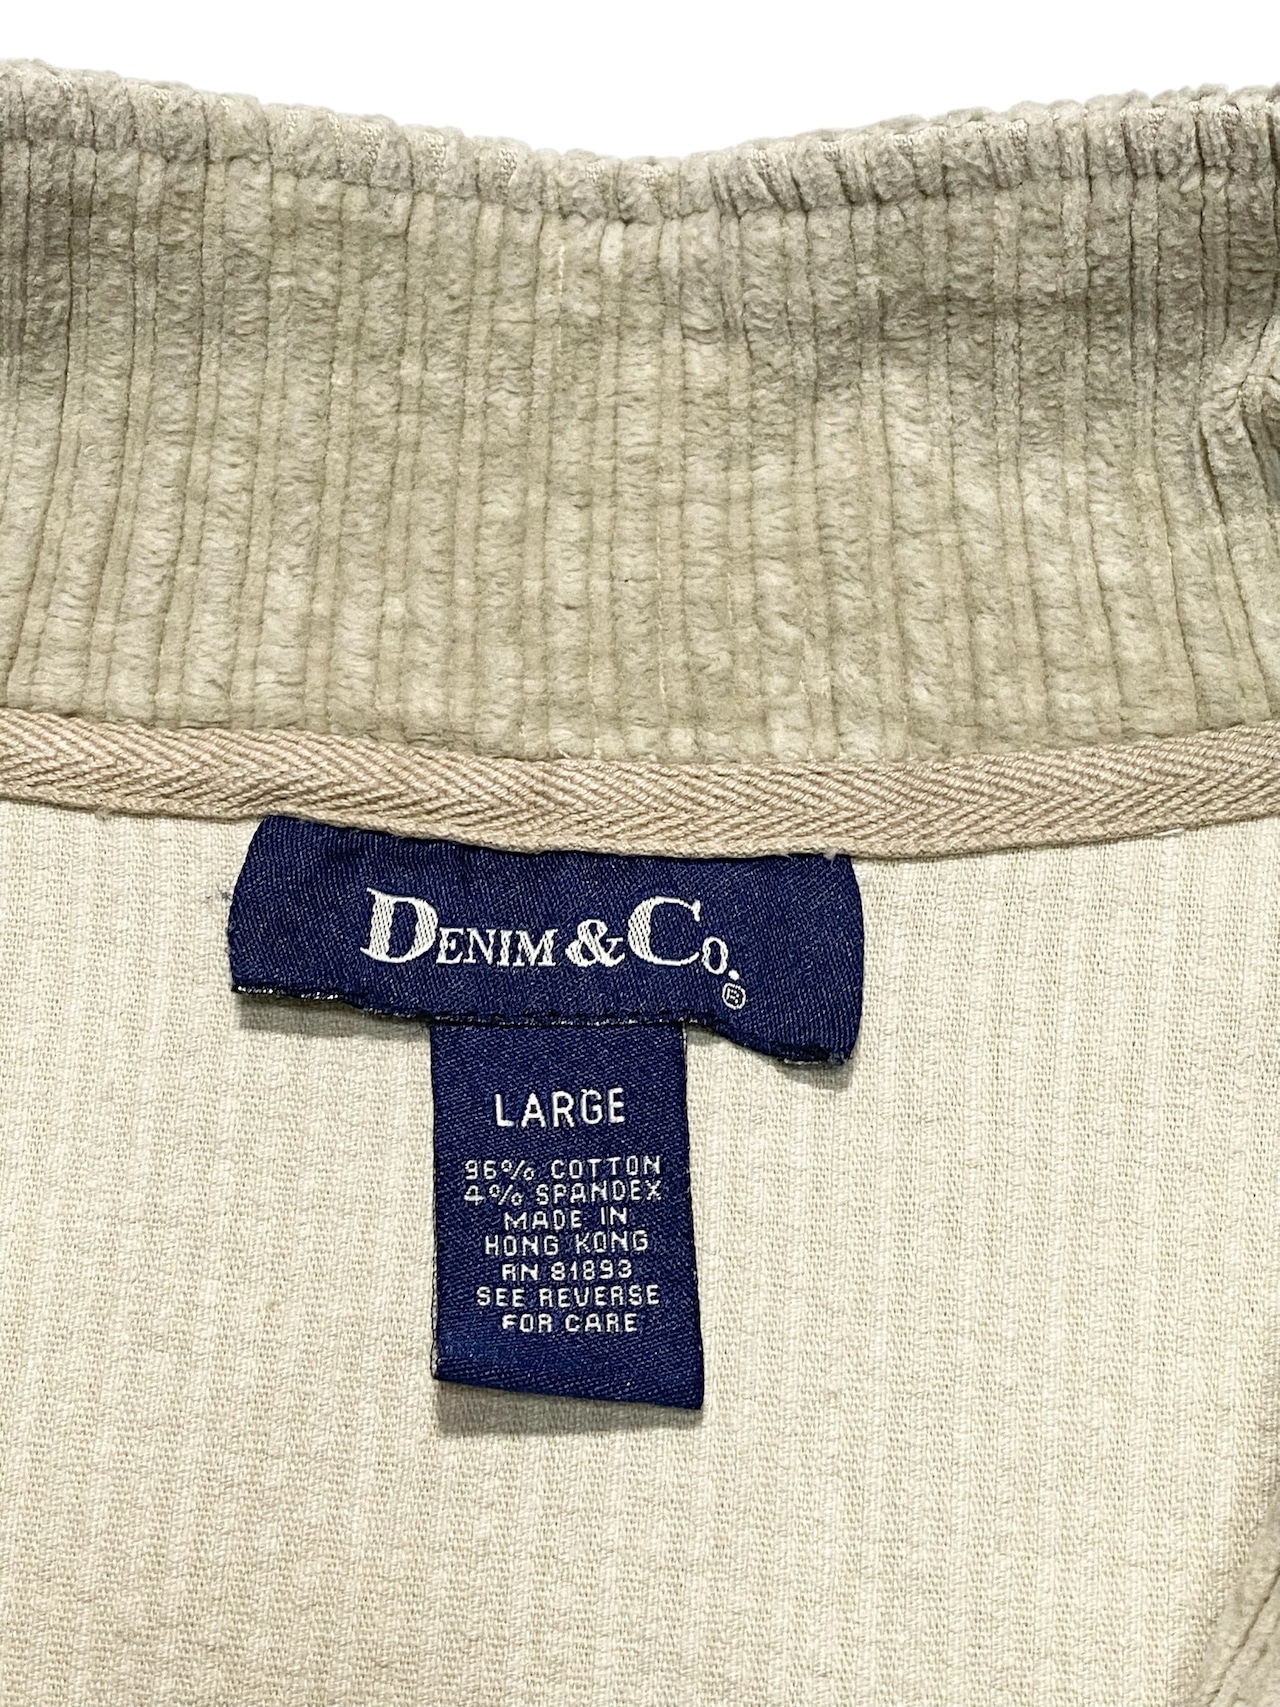 DENIM & CO.®
LARGE
96% COTTON
4% SPANDEX
MADE IN
HONG KONG
RN 81893
SEE REVERSE
FOR CARE